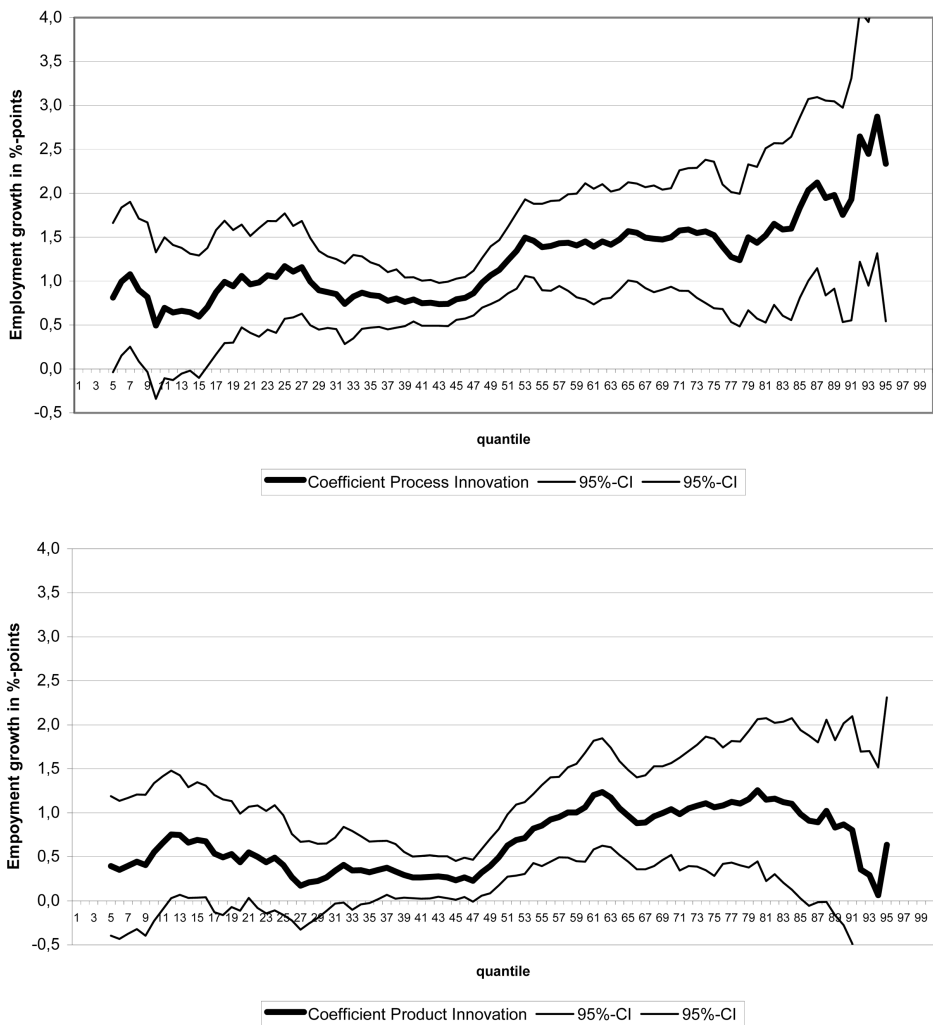 4,0
3,5
3,0
2,5
2,0
1,5
1,0
0,5
0,0
-0,5
Employment growth in %-points
1 3 5 7 9 11 13 15 17 19 21 23 25 27 29 31 33 35 37 39 41 43 45 47 49 51 53 55 57 59 61 63 65 67 69 71 73 75 77 79 81 83 85 87 89 91 93 95 97 99
quantile
Coefficient Process Innovation 95%-CI 95%-CI
4,0
3,5
3,0
2,5
2,0
1,5
1,0
0,5
0,0
-0,5
Empoyment growth in %-points
1 3 5 7 9 11 13 15 17 19 21 23 25 27 29 31 33 35 37 39 41 43 45 47 49 51 53 55 57 59 61 63 65 67 69 71 73 75 77 79 81 83 85 87 89 91 93 95 97 99
quantile
Coefficient Product Innovation 95%-CI 95%-CI